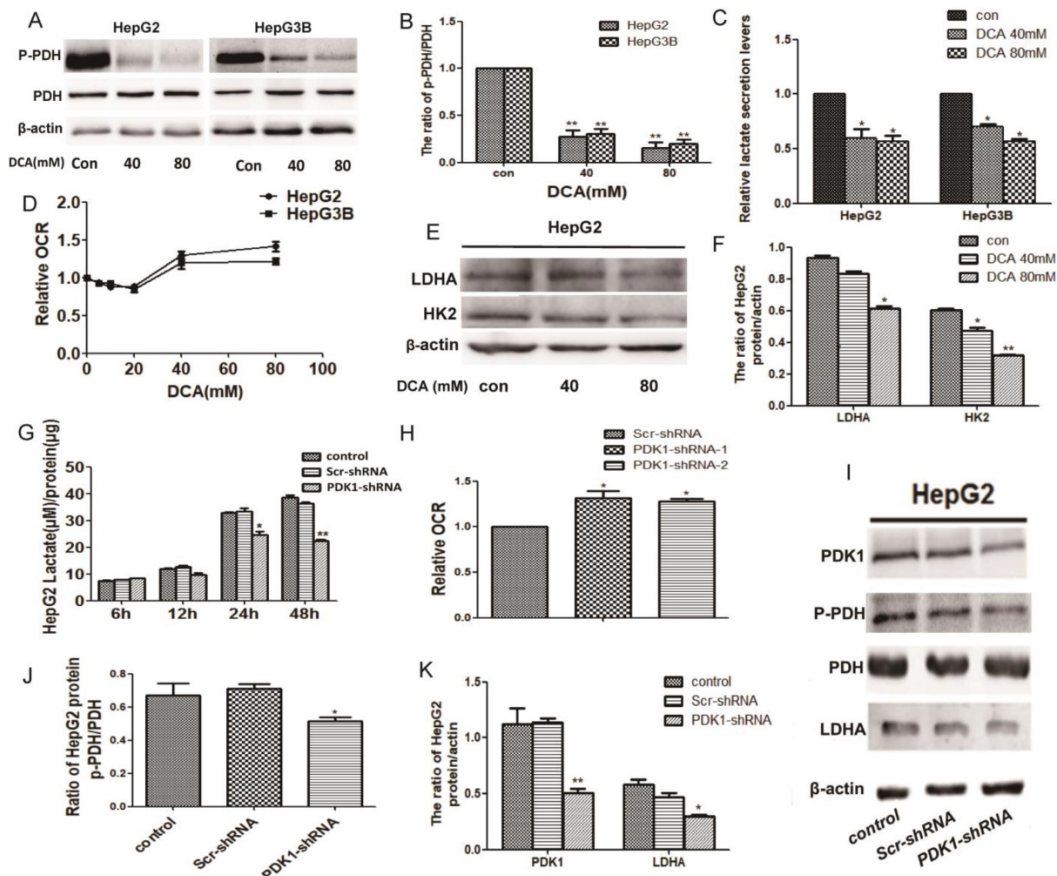 A
HepG2
HepG3B
P-PDH
PDH
β-actin
DCA(mM)
Con
40
80
Con
40
80
B
HepG2
HepG3B
The ratio of p-PDH/PDH
1.5
1.0
0.5
0.0
**
**
**
**
con
40
80
DCA(mM)
C
con
DCA 40mM
DCA 80mM
Relative lactate secretion levers
1.5
1.0
0.5
0.0
*
*
*
*
HepG2
HepG3B
D
HepG2
HepG3B
Relative OCR
2.0
1.5
1.0
0.5
0.0
0
20
40
60
80
100
DCA(mM)
E
HepG2
LDHA
HK2
β-actin
DCA (mM)
con
40
80
F
con
DCA 40mM
DCA 80mM
The ratio of HepG2
protein/actin
1.0
0.8
0.6
0.4
0.2
0.0
*
*
**
LDHA
HK2
G
control
Scr-shRNA
PDK1-shRNA
HepG2 Lactate(μM)/protein(μg)
50
40
30
20
10
0
*
**
6h
12h
24h
48h
H
Scr-shRNA
PDK1-shRNA-1
PDK1-shRNA-2
Relative OCR
1.5
1.0
0.5
0.0
*
*
I
HepG2
PDK1
P-PDH
PDH
LDHA
β-actin
control
Scr-shRNA
PDK1-shRNA
J
Ratio of HepG2 protein
p-PDH/PDH
0.8
0.6
0.4
0.2
0.0
*
control
Scr-shRNA
PDK1-shRNA
K
control
Scr-shRNA
PDK1-shRNA
The ratio of HepG2
protein/actin
1.5
1.0
0.5
0.0
**
*
PDK1
LDHA